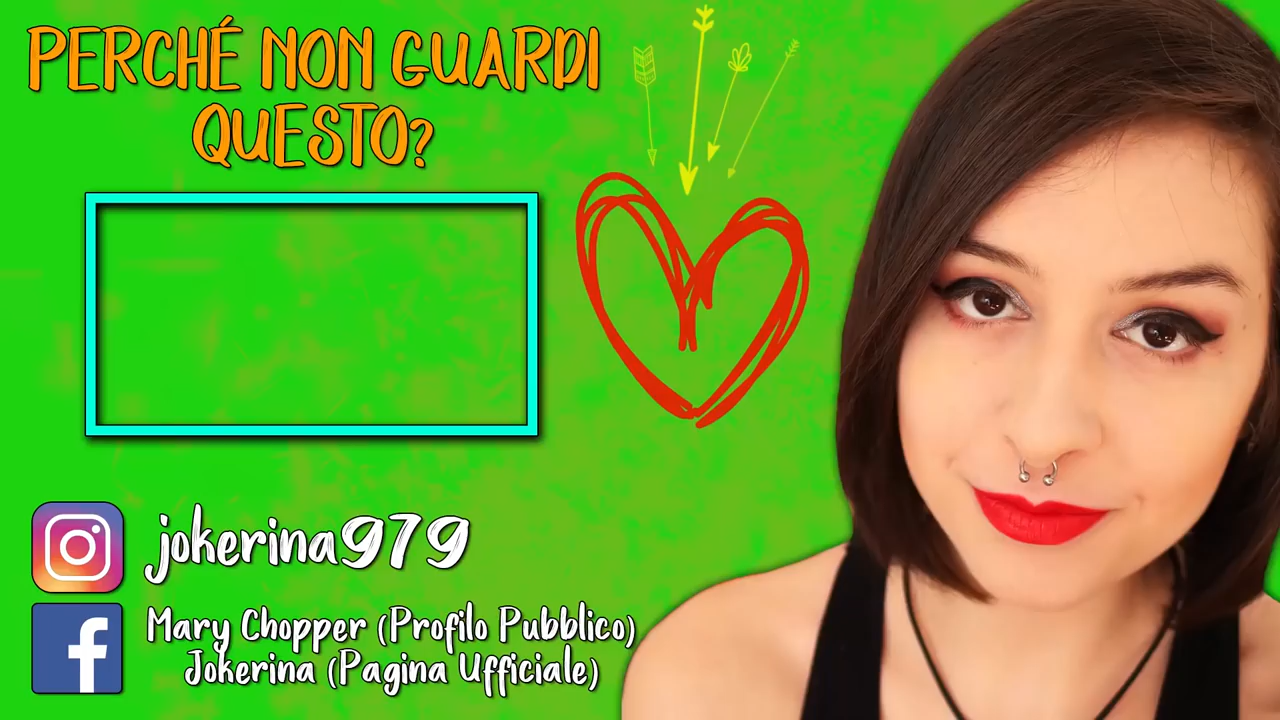 PERCHÉ NON GUARDI
QUESTO?
jokerina979
Mary Chopper (Profilo Pubblico)
Jokerina (Pagina Ufficiale)